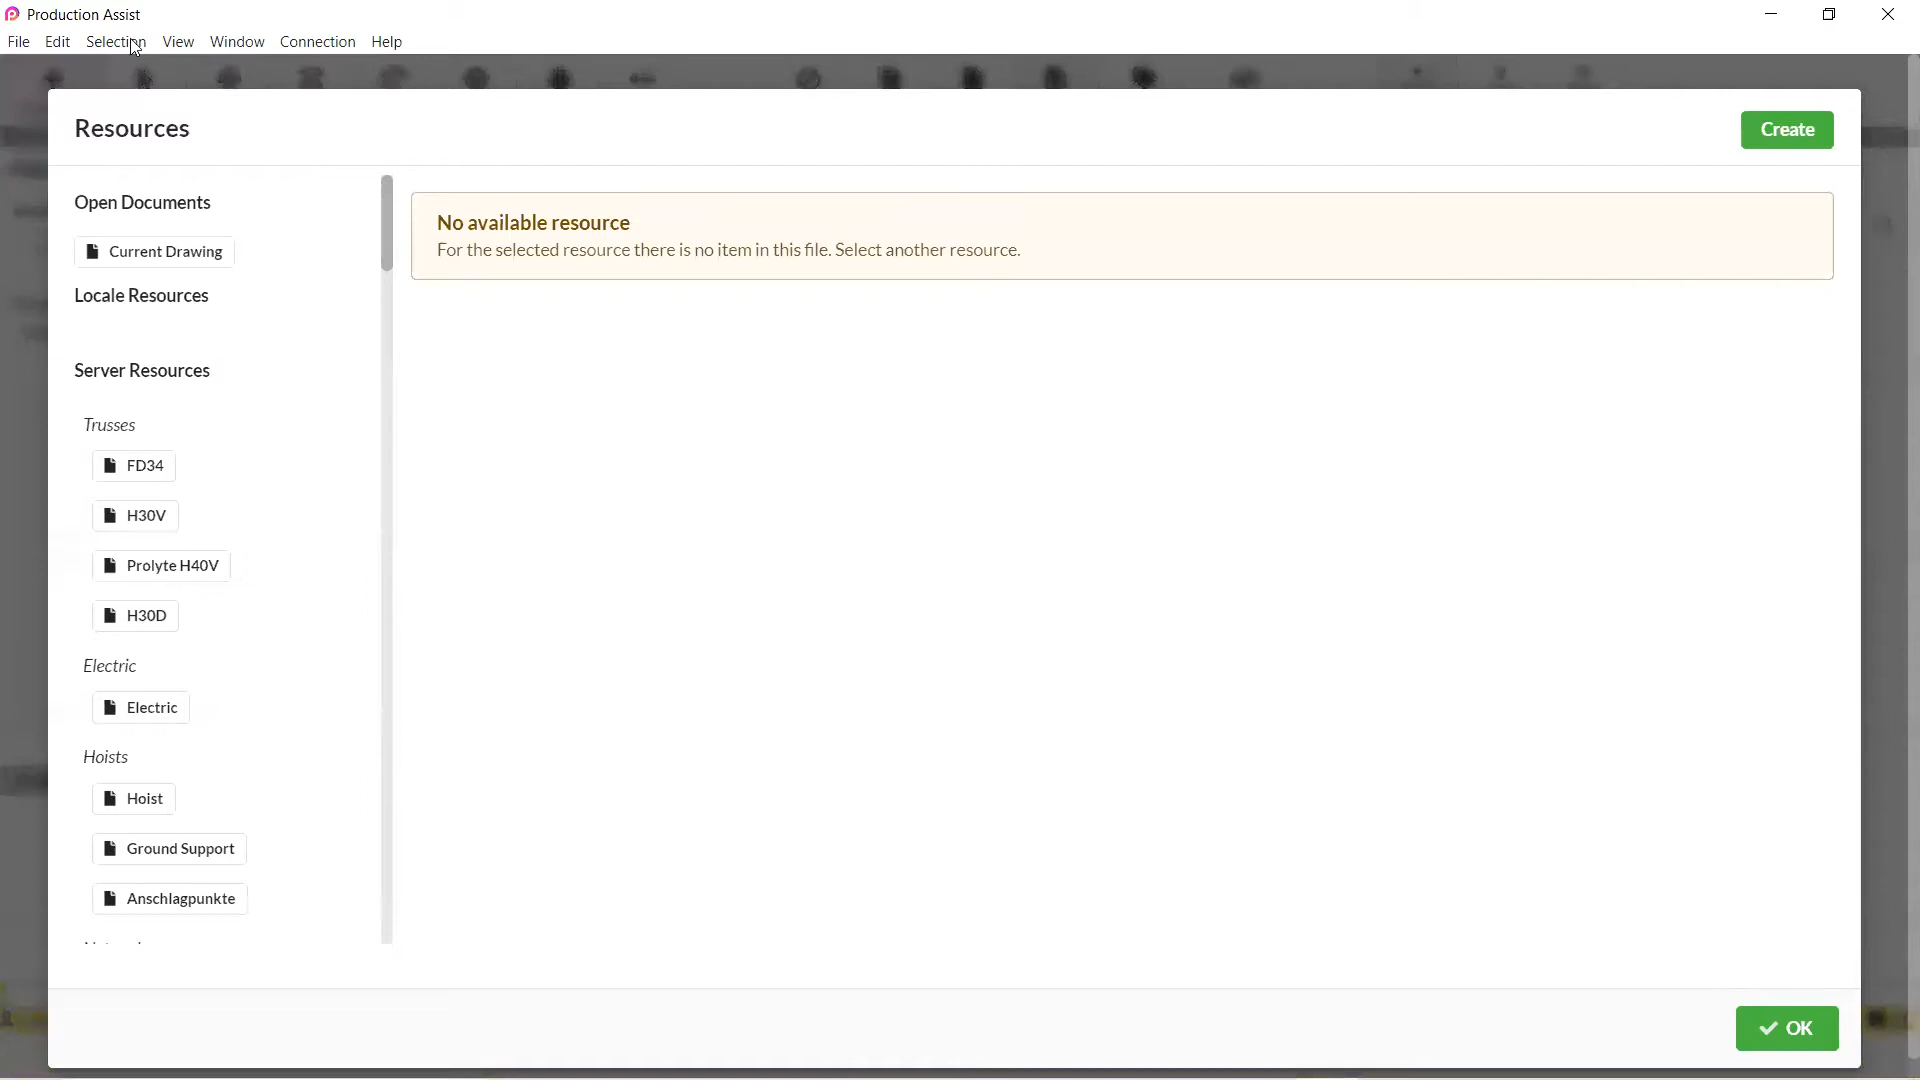 Production Assist
File Edit Selection View Window Connection Help
Resources
Create
Open Documents
Current Drawing
Locale Resources
Server Resources
Trusses
FD34
H30V
Prolyte H40V
H30D
Electric
Electric
Hoists
Hoist
Ground Support
Anschlagpunkte
No available resource
For the selected resource there is no item in this file. Select another resource.
OK